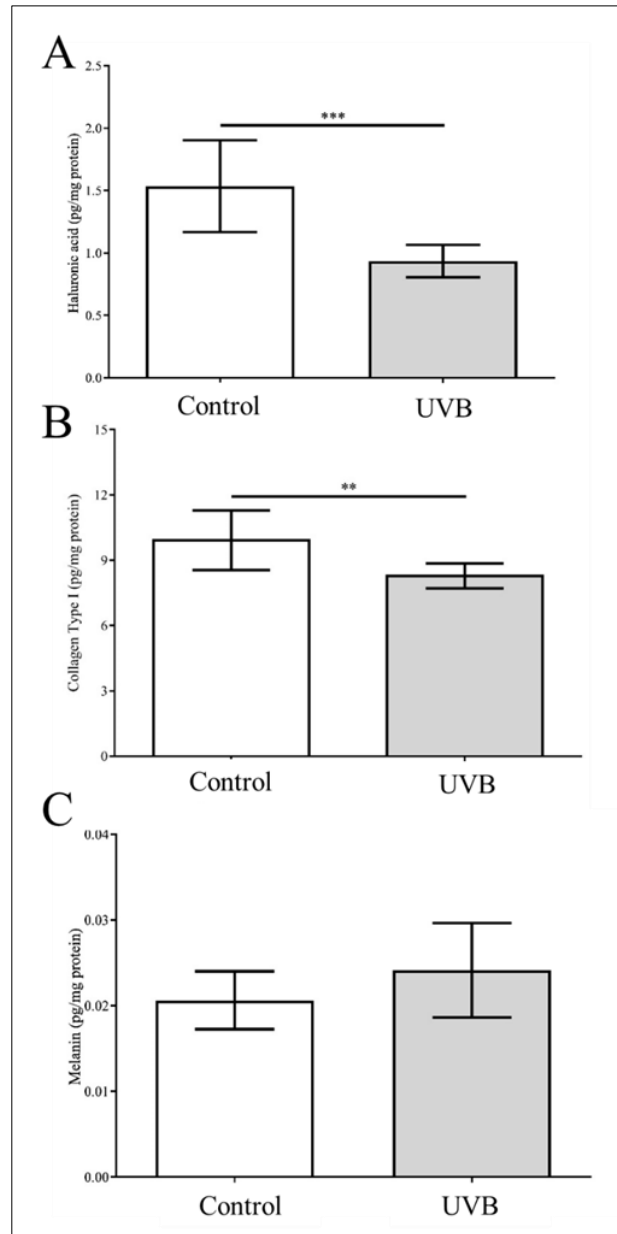 A
Haluronic acid (pg/mg protein)
2.5
2.0
1.5
1.0
0.5
0.0
***
Control
UVB
B
Collagen Type I (pg/mg protein)
15
12
9
6
3
0
**
Control
UVB
C
Melanin (pg/mg protein)
0.04
0.03
0.02
0.01
0.00
Control
UVB